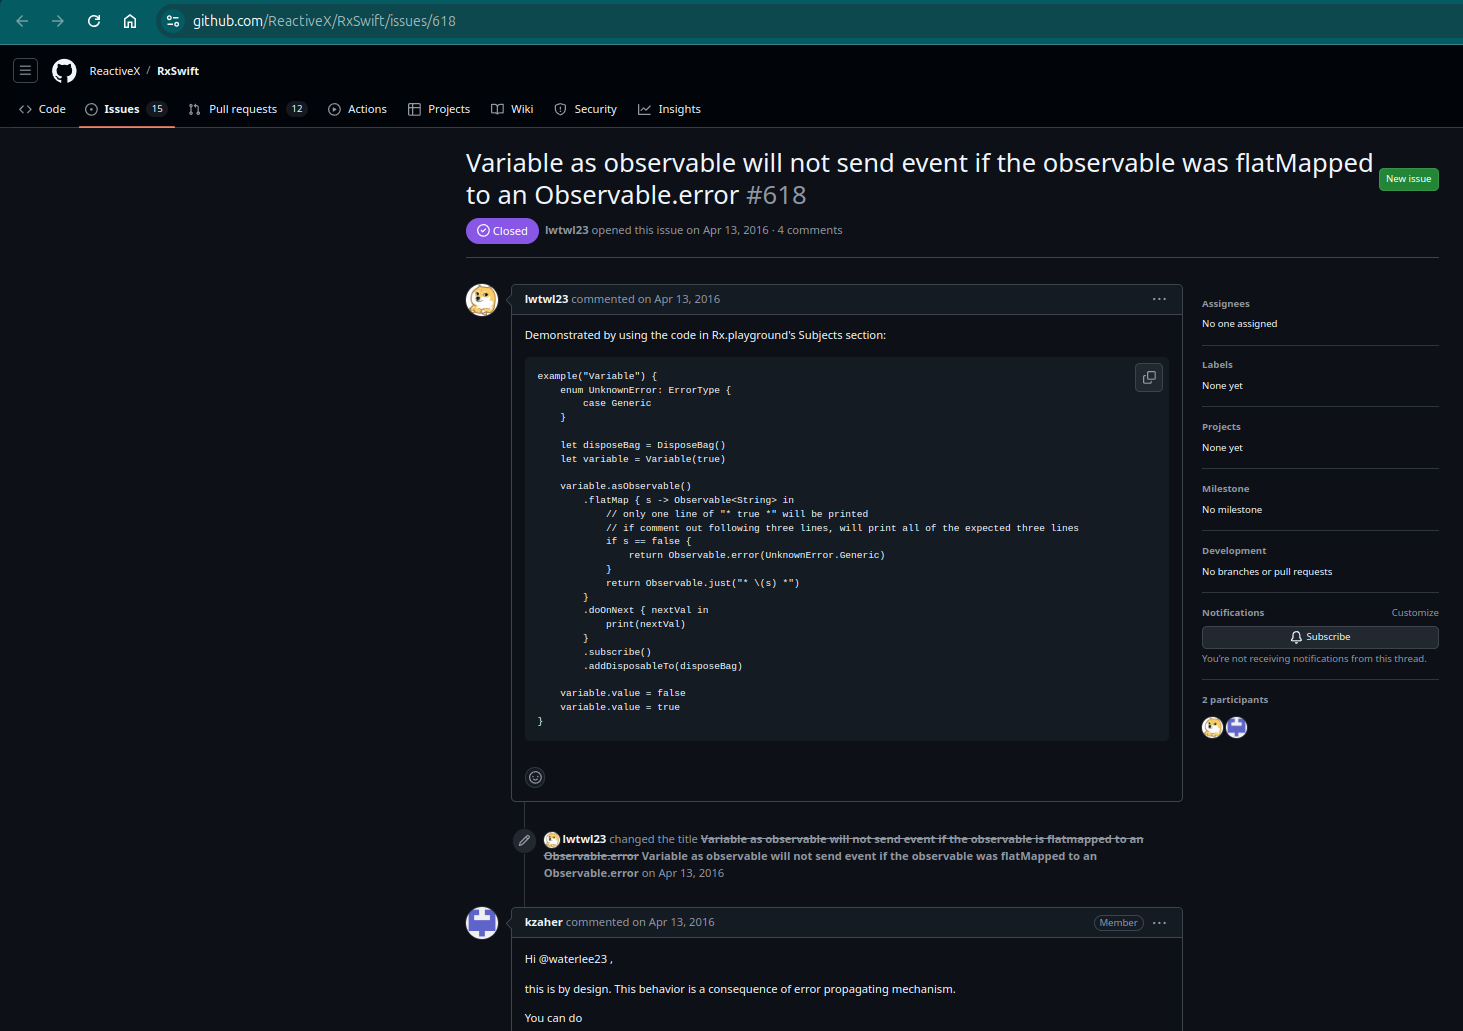 github.com/ReactiveX/RxSwift/issues/618
ReactiveX / RxSwift
Code Issues 15 Pull requests 12 Actions Projects Wiki Security Insights
Variable as observable will not send event if the observable was flatMapped
to an Observable.error #618
New issue
Closed lwtwl23 opened this issue on Apr 13, 2016 · 4 comments
lwtwl23 commented on Apr 13, 2016
Demonstrated by using the code in Rx.playground's Subjects section:
example("Variable") {
    enum UnknownError: ErrorType {
        case Generic
    }
    let disposeBag = DisposeBag()
    let variable = Variable(true)
    variable.asObservable()
        .flatMap { s -> Observable<String> in
            // only one line of "* true *" will be printed
            // if comment out following three lines, will print all of the expected three lines
            if s == false {
                return Observable.error(UnknownError.Generic)
            }
            return Observable.just("* \(s) *")
        }
        .doOnNext { nextVal in
            print(nextVal)
        }
        .subscribe()
        .addDisposableTo(disposeBag)
    variable.value = false
    variable.value = true
}
lwtwl23 changed the title Variable as observable will not send event if the observable is flatmapped to an
Observable.error Variable as observable will not send event if the observable was flatMapped to an
Observable.error on Apr 13, 2016
kzaher commented on Apr 13, 2016
Member
Hi @waterlee23 ,
this is by design. This behavior is a consequence of error propagating mechanism.
You can do
Assignees
No one assigned
Labels
None yet
Projects
None yet
Milestone
No milestone
Development
No branches or pull requests
Notifications Customize
Subscribe
You're not receiving notifications from this thread.
2 participants